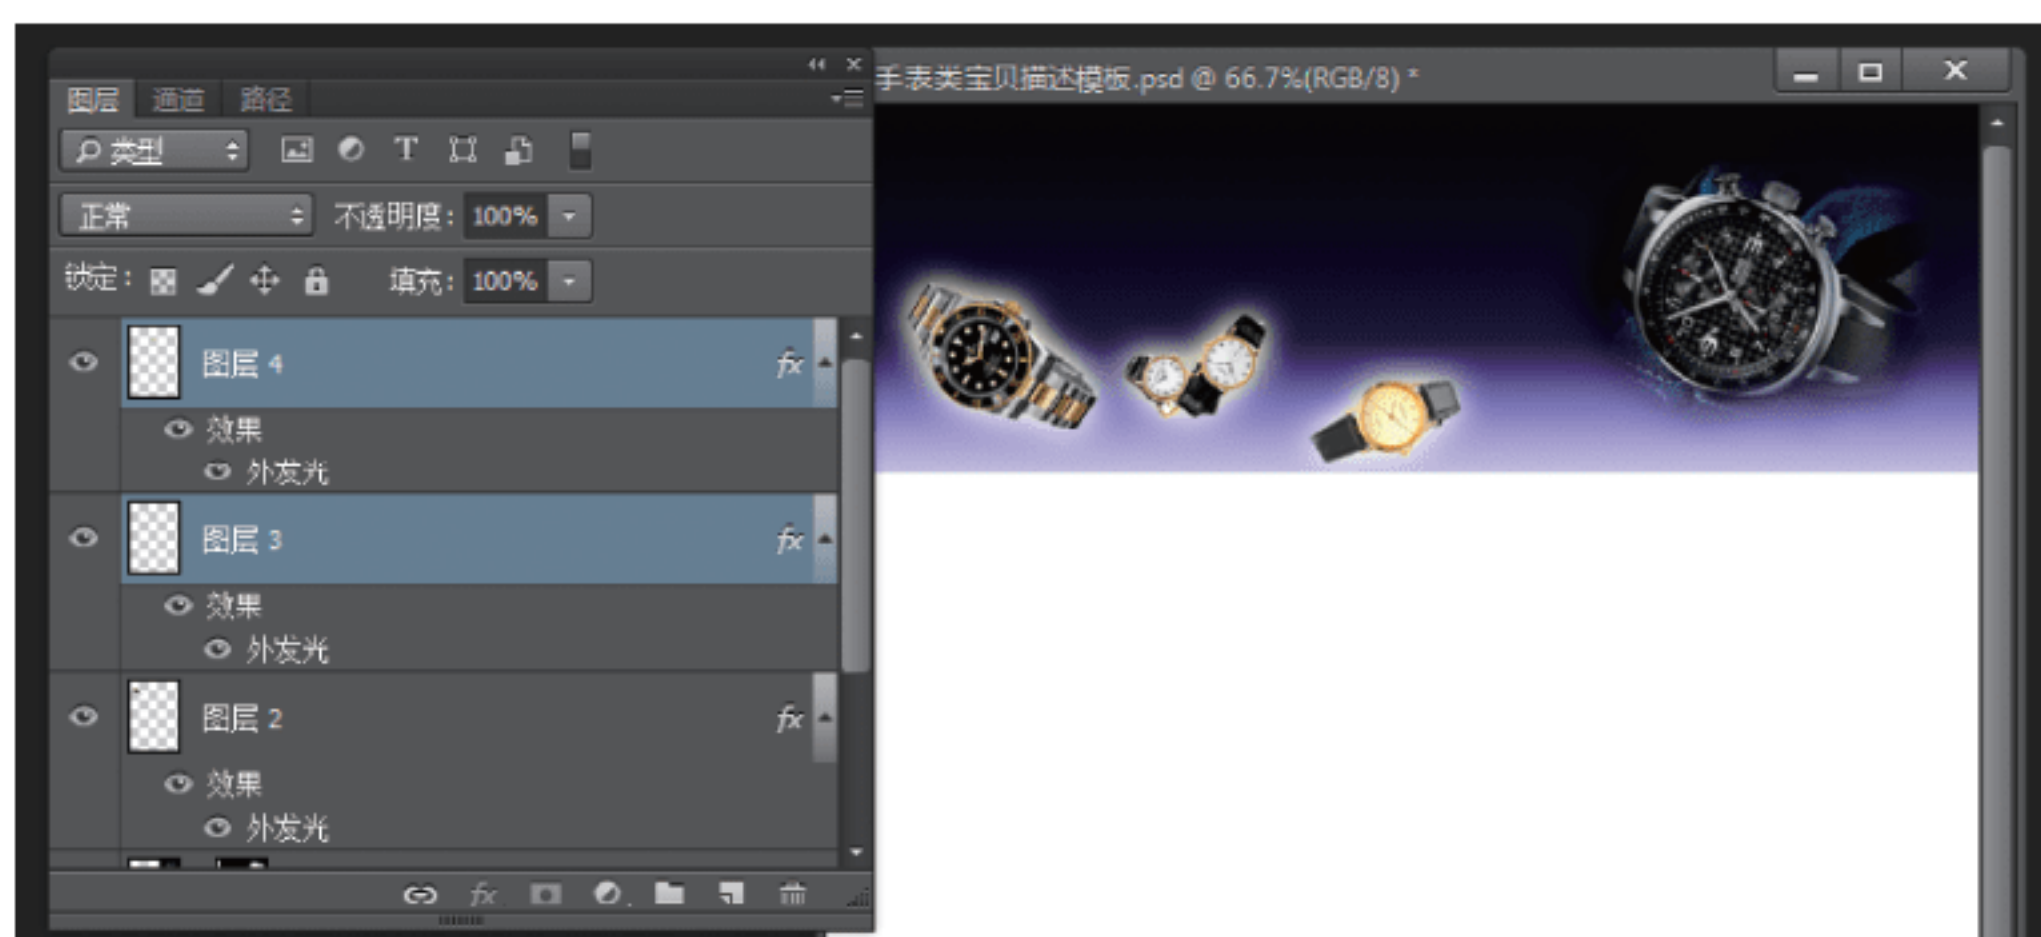 手表类宝贝描述模板.psd @ 66.7%(RGB/8) *
图层 通道 路径
类型 T
正常 不透明度: 100%
锁定: 填充: 100%
图层 4 fx
效果
外发光
图层 3 fx
效果
外发光
图层 2 fx
效果
外发光
fx